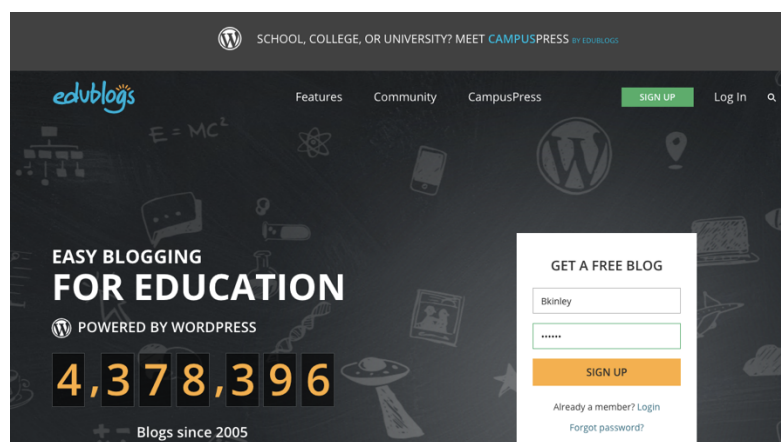 SCHOOL, COLLEGE, OR UNIVERSITY? MEET CAMPUSPRESS BY EDUBLOGS
edublogs
Features Community CampusPress SIGN UP Log In
E = MC²
EASY BLOGGING
FOR EDUCATION
POWERED BY WORDPRESS
4,378,396
Blogs since 2005
GET A FREE BLOG
Bkinley
••••••
SIGN UP
Already a member? Login
Forgot password?